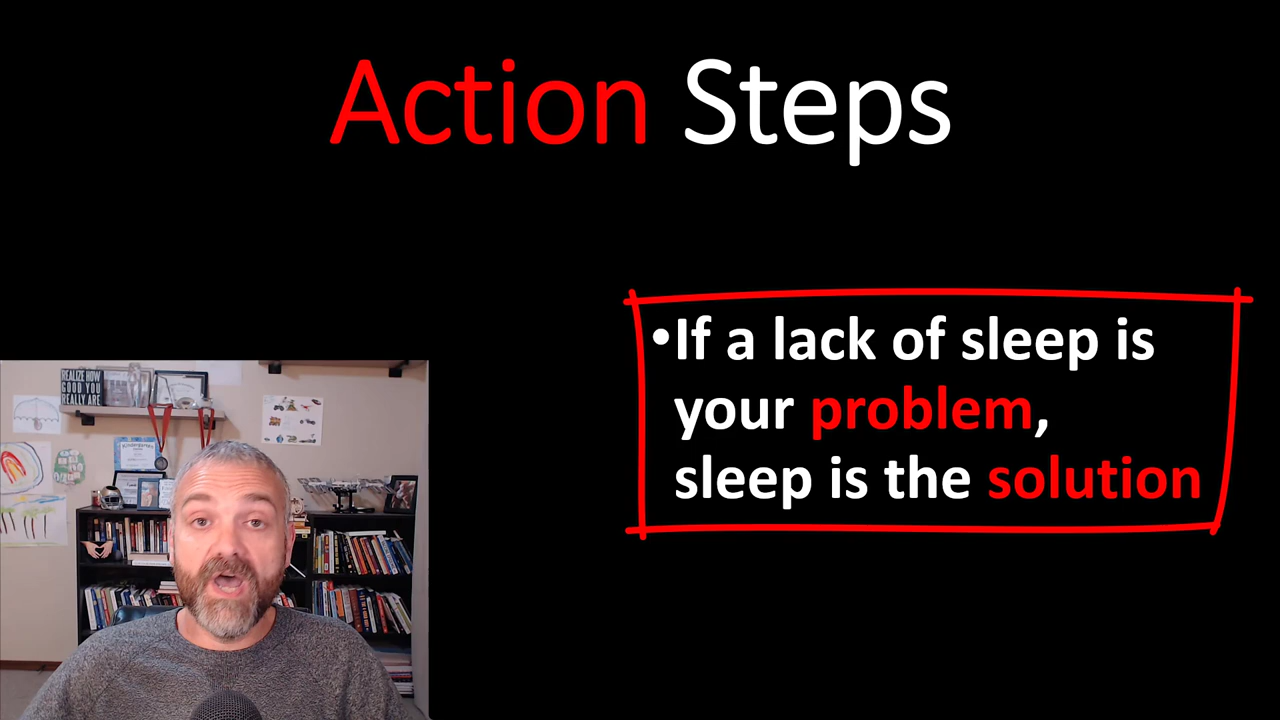 Action Steps
•If a lack of sleep is
your problem,
sleep is the solution
REALIZE HOW
GOOD YOU
REALLY ARE
Kindergarten